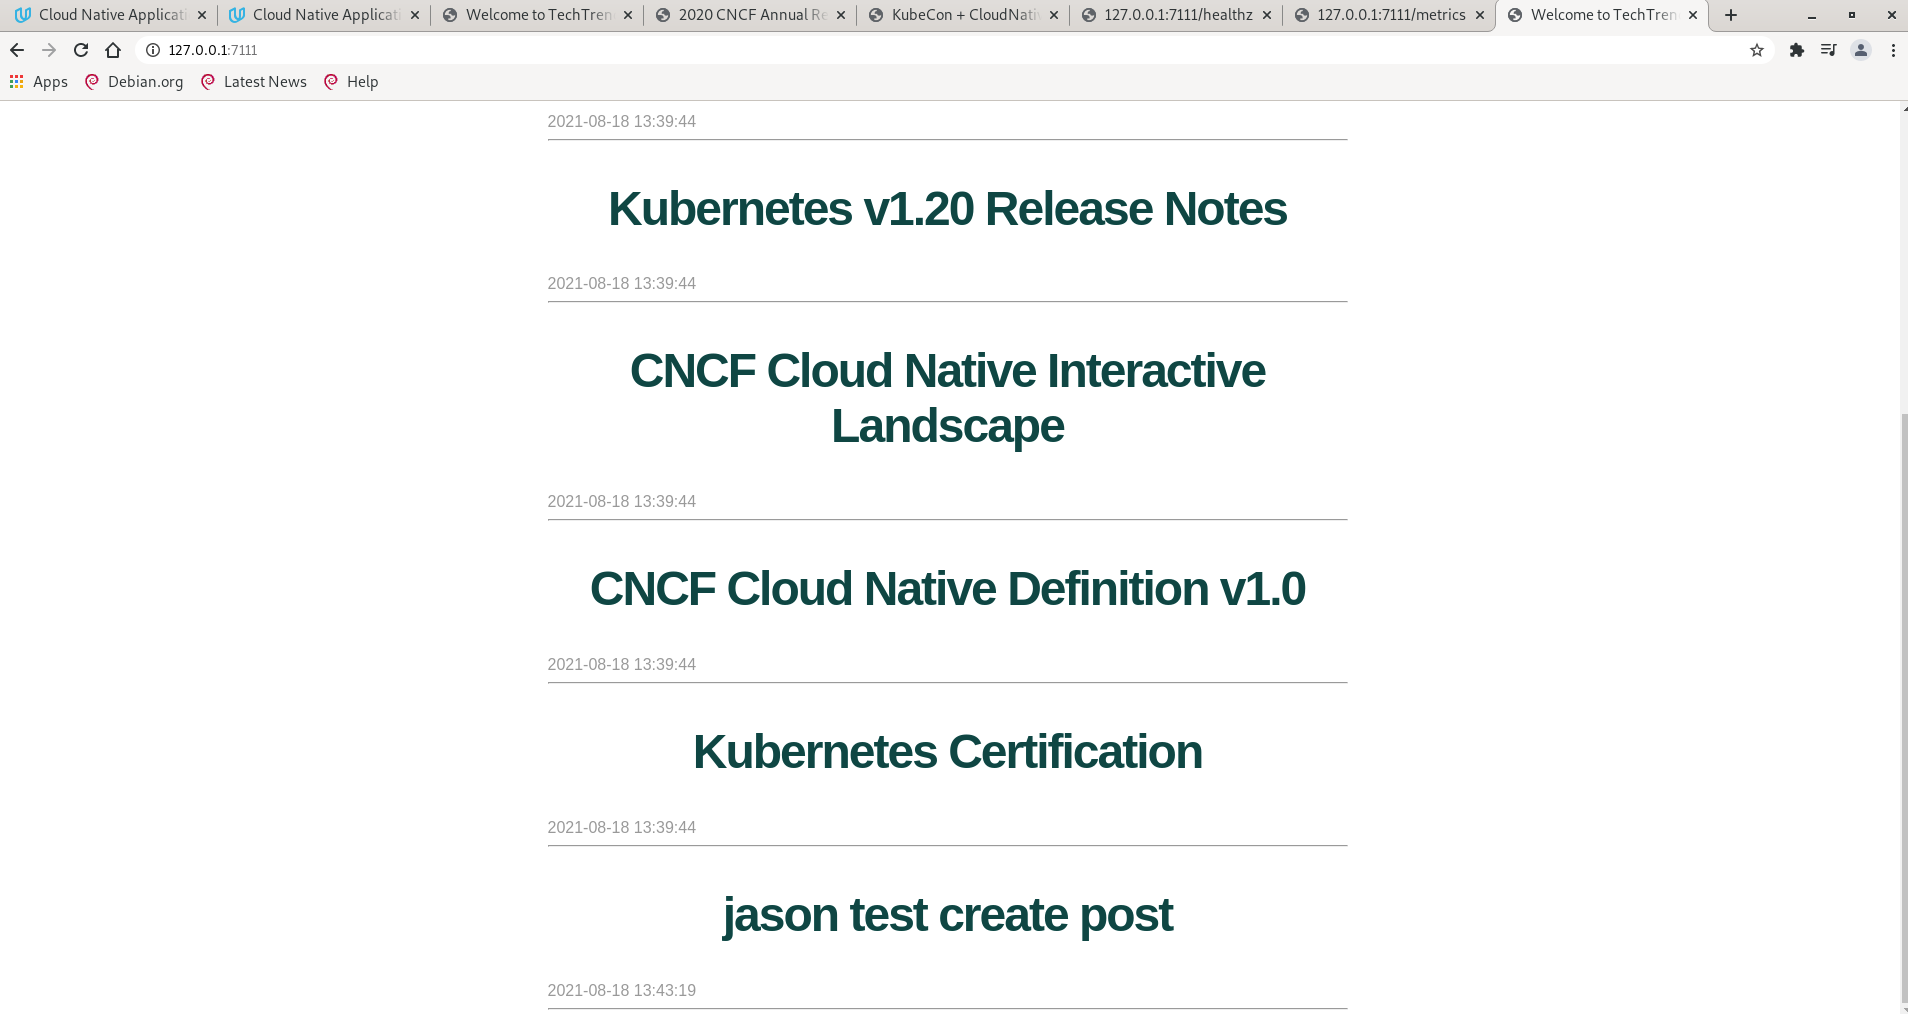 Cloud Native Applicati
Cloud Native Applicati
Welcome to TechTren
2020 CNCF Annual Re
KubeCon + CloudNativ
127.0.0.1:7111/healthz
127.0.0.1:7111/metrics
Welcome to TechTren
127.0.0.1:7111
Apps
Debian.org
Latest News
Help
2021-08-18 13:39:44
Kubernetes v1.20 Release Notes
2021-08-18 13:39:44
CNCF Cloud Native Interactive
Landscape
2021-08-18 13:39:44
CNCF Cloud Native Definition v1.0
2021-08-18 13:39:44
Kubernetes Certification
2021-08-18 13:39:44
jason test create post
2021-08-18 13:43:19